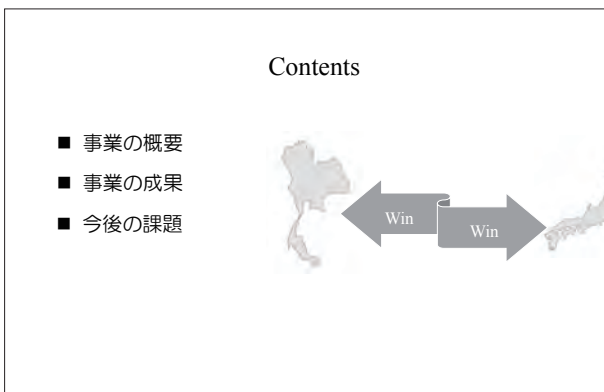 Contents
■ 事業の概要
■ 事業の成果
■ 今後の課題
Win
Win